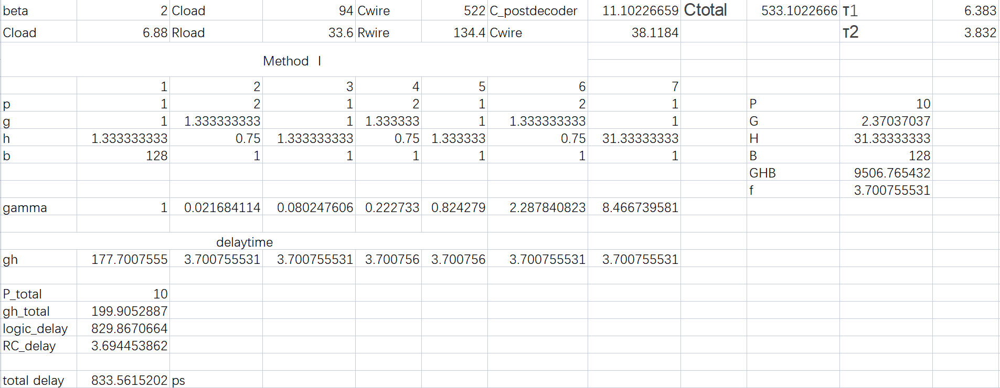 beta 2 Cload 94 Cwire 522 C_postdecoder 11.10226659 Ctotal 533.1022666 τ1 6.383
Cload 6.88 Rload 33.6 Rwire 134.4 Cwire 38.1184 τ2 3.832
Method I
1 2 3 4 5 6 7
p 1 2 1 2 1 2 1 P 10
g 1 1.333333333 1 1.333333 1 1.333333333 1 G 2.37037037
h 1.333333333 0.75 1.333333333 0.75 1.333333 0.75 31.33333333 H 31.33333333
b 128 1 1 1 1 1 1 B 128
GHB 9506.765432
f 3.700755531
gamma 1 0.021684114 0.080247606 0.222733 0.824279 2.287840823 8.466739581
delaytime
gh 177.7007555 3.700755531 3.700755531 3.700756 3.700756 3.700755531 3.700755531
P_total 10
gh_total 199.9052887
logic_delay 829.8670664
RC_delay 3.694453862
total delay 833.5615202 ps